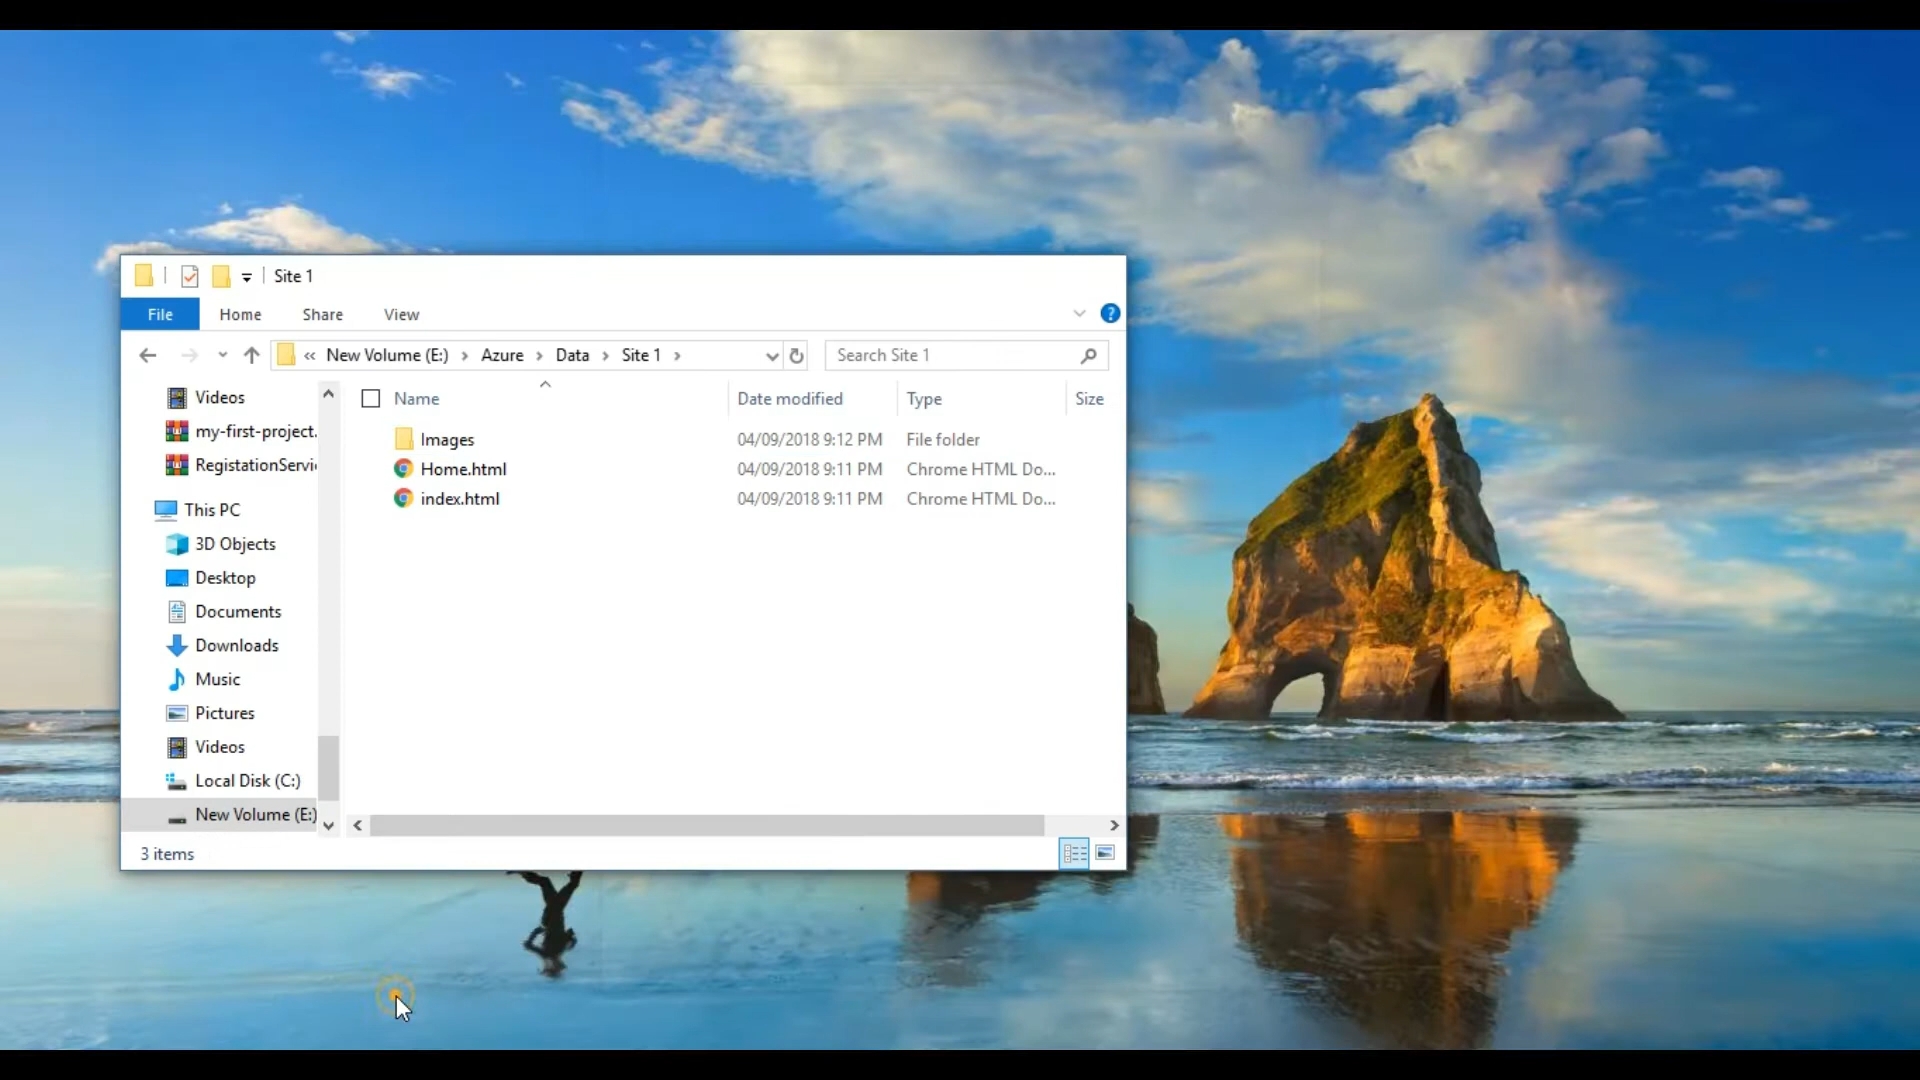 Site 1
File Home Share View
« New Volume (E:) › Azure › Data › Site 1 ›
Search Site 1
Videos
my-first-project.
RegistationServi
This PC
3D Objects
Desktop
Documents
Downloads
Music
Pictures
Videos
Local Disk (C:)
New Volume (E:)
Name Date modified Type Size
Images 04/09/2018 9:12 PM File folder
Home.html 04/09/2018 9:11 PM Chrome HTML Do...
index.html 04/09/2018 9:11 PM Chrome HTML Do...
3 items